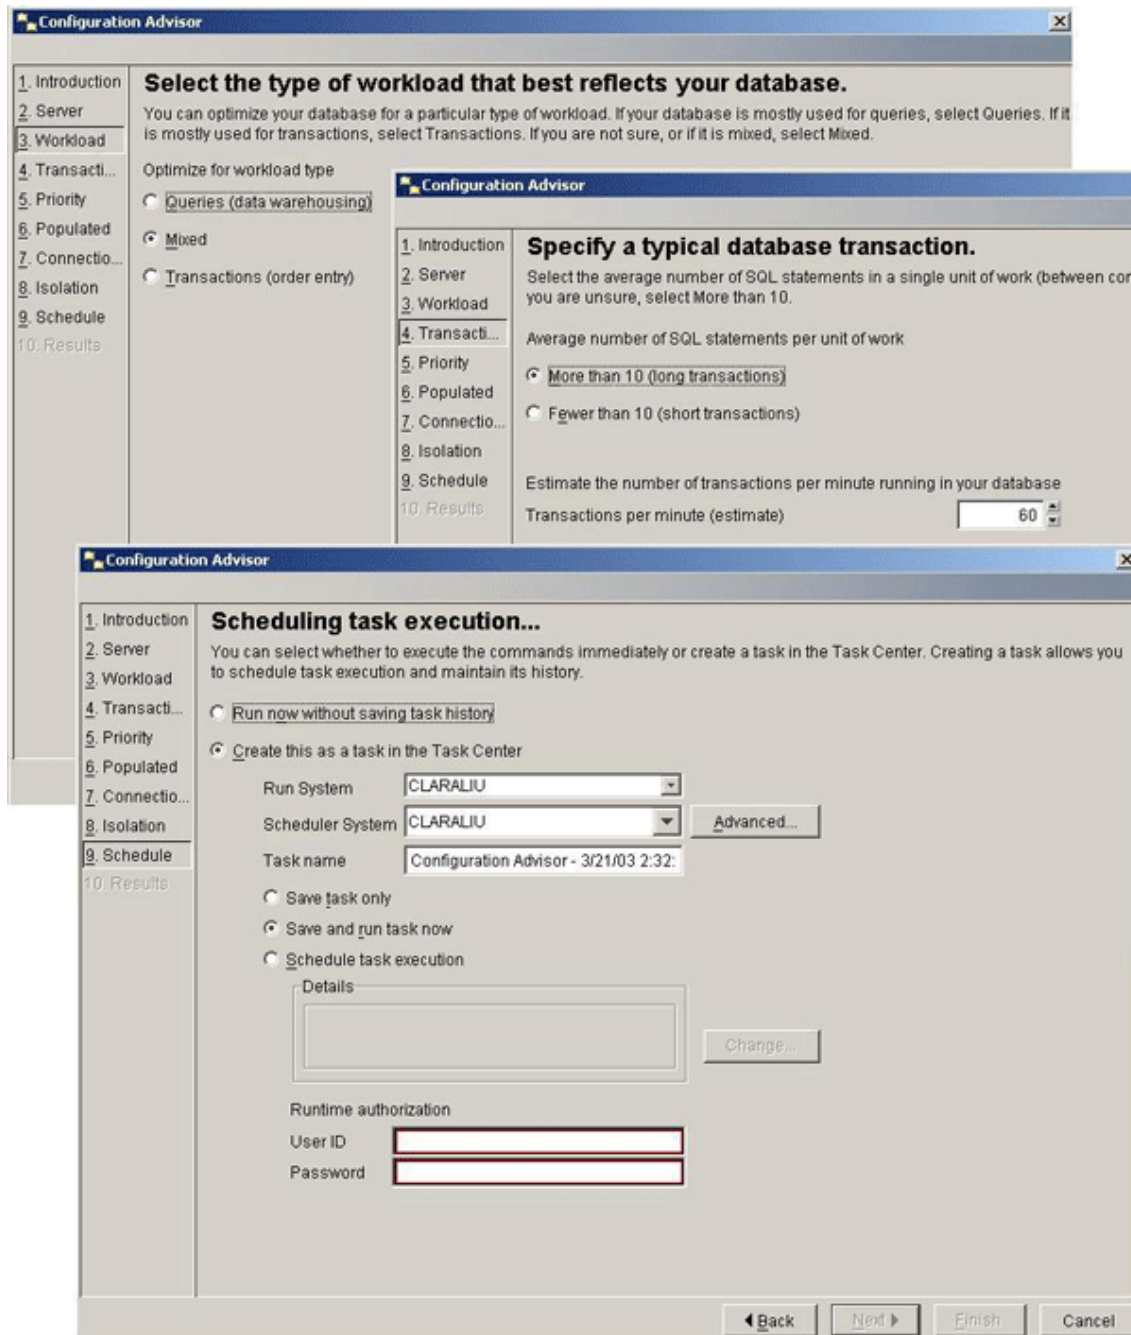 Configuration Advisor
1. Introduction
2. Server
3. Workload
4. Transacti...
5. Priority
6. Populated
7. Connectio...
8. Isolation
9. Schedule
10. Results
Select the type of workload that best reflects your database.
You can optimize your database for a particular type of workload. If your database is mostly used for queries, select Queries. If it
is mostly used for transactions, select Transactions. If you are not sure, or if it is mixed, select Mixed.
Optimize for workload type
Queries (data warehousing)
Mixed
Transactions (order entry)
Configuration Advisor
1. Introduction
2. Server
3. Workload
4. Transacti...
5. Priority
6. Populated
7. Connectio...
8. Isolation
9. Schedule
10. Results
Specify a typical database transaction.
Select the average number of SQL statements in a single unit of work (between
you are unsure, select More than 10.
Average number of SQL statements per unit of work
More than 10 (long transactions)
Fewer than 10 (short transactions)
Estimate the number of transactions per minute running in your database
Transactions per minute (estimate) 60
Configuration Advisor
1. Introduction
2. Server
3. Workload
4. Transacti...
5. Priority
6. Populated
7. Connectio...
8. Isolation
9. Schedule
10. Results
Scheduling task execution...
You can select whether to execute the commands immediately or create a task in the Task Center. Creating a task allows you
to schedule task execution and maintain its history.
Run now without saving task history
Create this as a task in the Task Center
Run System CLARALIU
Scheduler System CLARALIU Advanced...
Task name Configuration Advisor - 3/21/03 2:32:
Save task only
Save and run task now
Schedule task execution
Details
Change...
Runtime authorization
User ID
Password
Back Next Finish Cancel